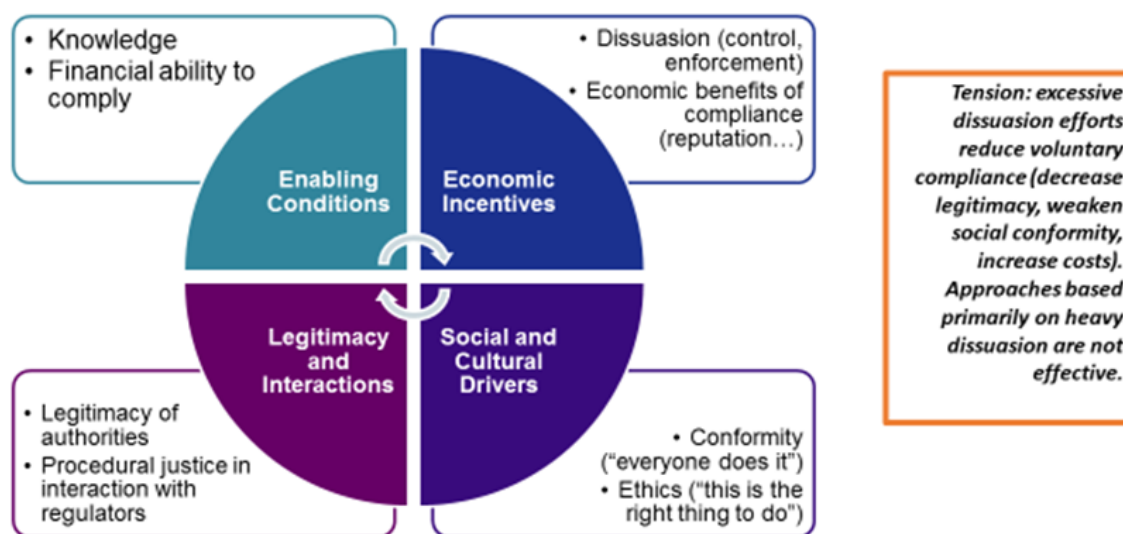 • Knowledge
• Financial ability to
comply
• Dissuasion (control,
enforcement)
• Economic benefits of
compliance
(reputation...)
Enabling
Conditions
Economic
Incentives
Legitimacy
and
Interactions
Social and
Cultural
Drivers
• Legitimacy of
authorities
• Procedural justice in
interaction with
regulators
• Conformity
("everyone does it")
• Ethics ("this is the
right thing to do")
Tension: excessive
dissuasion efforts
reduce voluntary
compliance (decrease
legitimacy, weaken
social conformity,
increase costs).
Approaches based
primarily on heavy
dissuasion are not
effective.